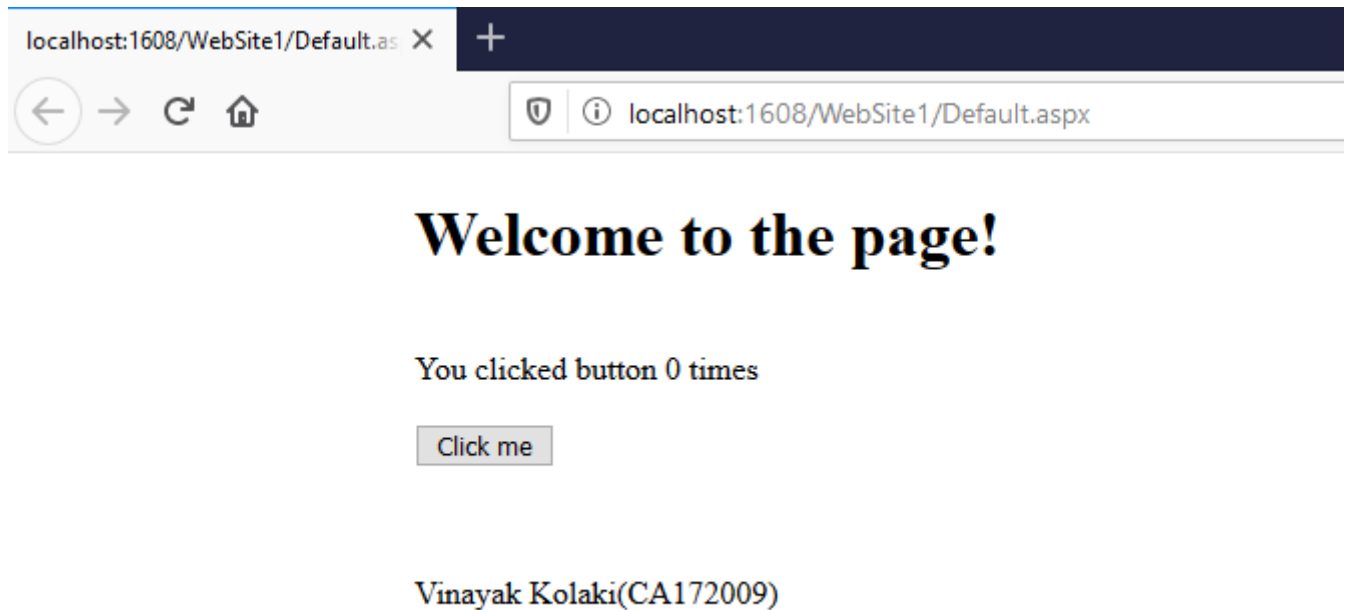 localhost:1608/WebSite1/Default.as
localhost:1608/WebSite1/Default.aspx
Welcome to the page!
You clicked button 0 times
Click me
Vinayak Kolaki(CA172009)